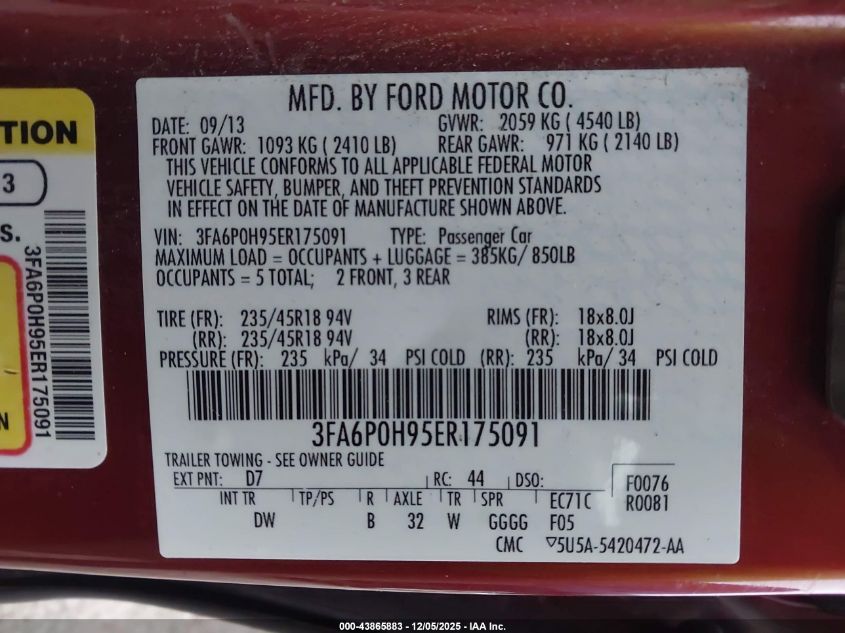 TION
3
S.
3FA6P0H95ER175091
N
MFD. BY FORD MOTOR CO.
DATE: 09/13 GVWR: 2059 KG ( 4540 LB)
FRONT GAWR: 1093 KG ( 2410 LB) REAR GAWR: 971 KG ( 2140 LB)
THIS VEHICLE CONFORMS TO ALL APPLICABLE FEDERAL MOTOR
VEHICLE SAFETY, BUMPER, AND THEFT PREVENTION STANDARDS
IN EFFECT ON THE DATE OF MANUFACTURE SHOWN ABOVE.
VIN: 3FA6P0H95ER175091 TYPE: Passenger Car
MAXIMUM LOAD = OCCUPANTS + LUGGAGE = 385KG/ 850LB
OCCUPANTS = 5 TOTAL; 2 FRONT, 3 REAR
TIRE (FR): 235/45R18 94V RIMS (FR): 18x8.0J
(RR): 235/45R18 94V (RR): 18x8.0J
PRESSURE (FR): 235 kPa/ 34 PSI COLD (RR): 235 kPa/ 34 PSI COLD
3FA6P0H95ER175091
TRAILER TOWING - SEE OWNER GUIDE
EXT PNT: D7 RC: 44 DSO: F0076
INT TR TP/PS R AXLE TR SPR EC71C R0081
DW B 32 W GGGG F05
CMC ▽5U5A-5420472-AA
000-43865883 / 12/05/2025 - IAA Inc.